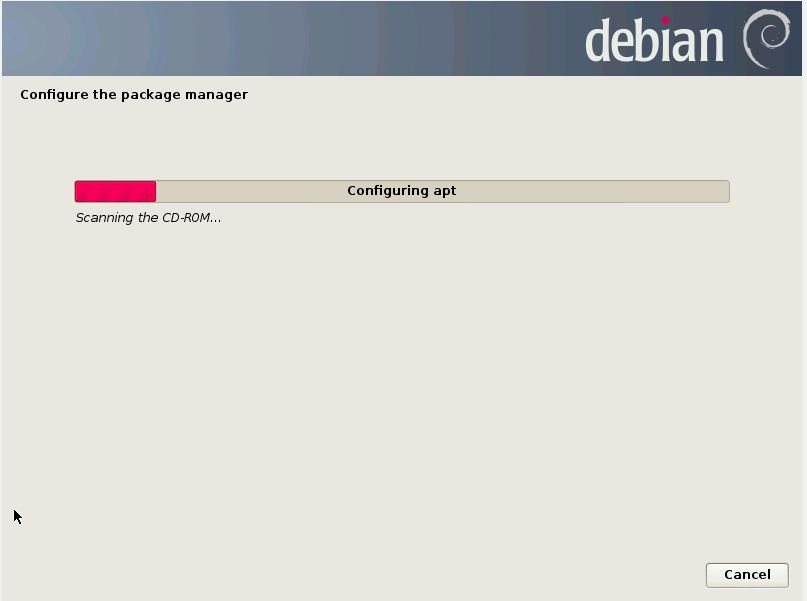 debian
Configure the package manager
Configuring apt
Scanning the CD-ROM...
Cancel